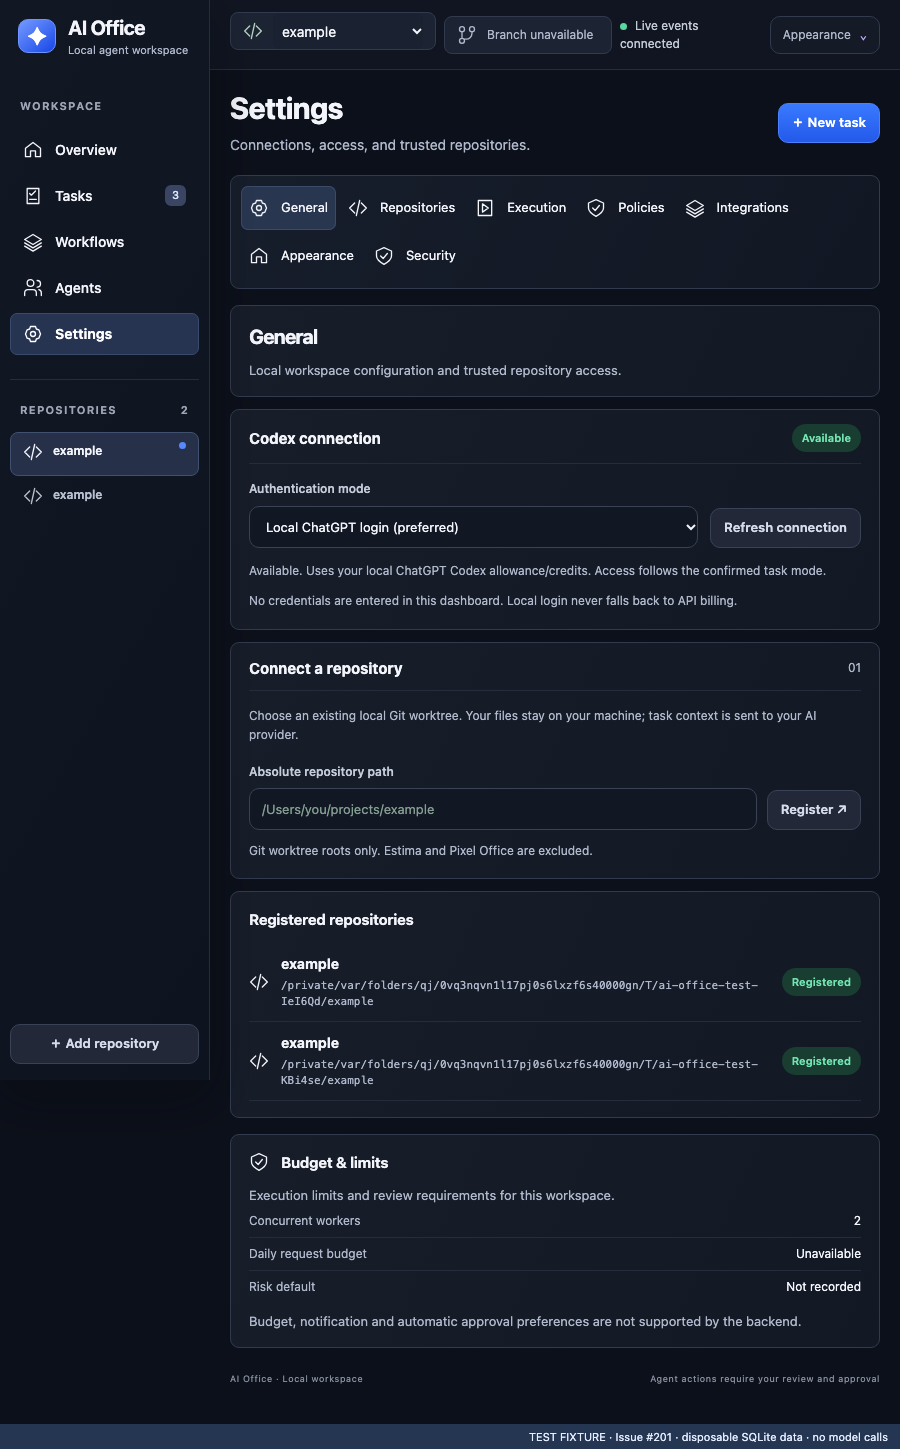 AI Office
Local agent workspace
WORKSPACE
Overview
Tasks 3
Workflows
Agents
Settings
REPOSITORIES 2
example
example
+ Add repository
example
Branch unavailable
Live events
connected
Appearance
Settings
Connections, access, and trusted repositories.
+ New task
General
Repositories
Execution
Policies
Integrations
Appearance
Security
General
Local workspace configuration and trusted repository access.
Codex connection
Available
Authentication mode
Local ChatGPT login (preferred)
Refresh connection
Available. Uses your local ChatGPT Codex allowance/credits. Access follows the confirmed task mode.
No credentials are entered in this dashboard. Local login never falls back to API billing.
Connect a repository
01
Choose an existing local Git worktree. Your files stay on your machine; task context is sent to your AI
provider.
Absolute repository path
/Users/you/projects/example
Register ↗
Git worktree roots only. Estima and Pixel Office are excluded.
Registered repositories
example
/private/var/folders/qj/0vq3nqvn1l17pj0s6lxzf6s40000gn/T/ai-office-test-
IeI6Qd/example
Registered
example
/private/var/folders/qj/0vq3nqvn1l17pj0s6lxzf6s40000gn/T/ai-office-test-
KBi4se/example
Registered
Budget & limits
Execution limits and review requirements for this workspace.
Concurrent workers 2
Daily request budget Unavailable
Risk default Not recorded
Budget, notification and automatic approval preferences are not supported by the backend.
AI Office · Local workspace
Agent actions require your review and approval
TEST FIXTURE · Issue #201 · disposable SQLite data · no model calls